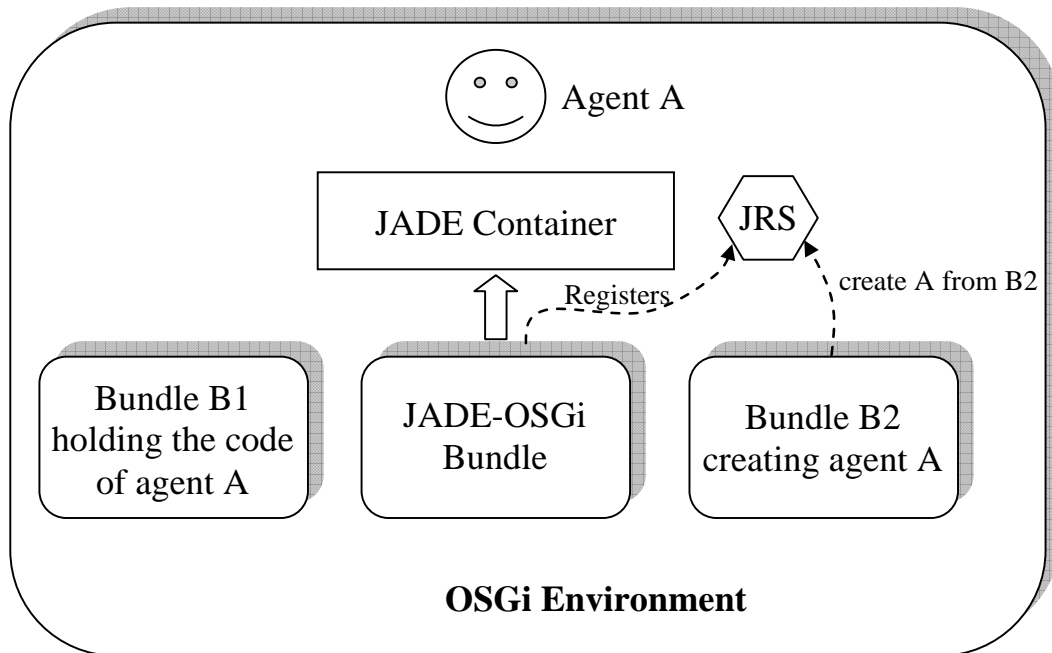 Agent A
JADE Container
JRS
Registers
create A from B2
Bundle B1
holding the code
of agent A
JADE-OSGi
Bundle
Bundle B2
creating agent A
OSGi Environment